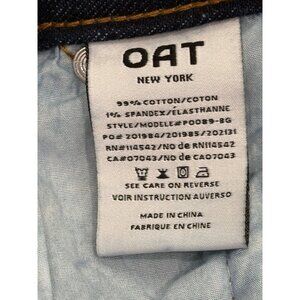 OAT
NEW YORK
99% COTTON/COTON
1% SPANDEX/ÉLASTHANNE
STYLE/MODÈLE#P0089-BG
PO# 201984/201985/202131
RN#114542/NO de RN114542
CA#07043/NO de CA07043
SEE CARE ON REVERSE
VOIR INSTRUCTION AUVERSO
MADE IN CHINA
FABRIQUE EN CHINE